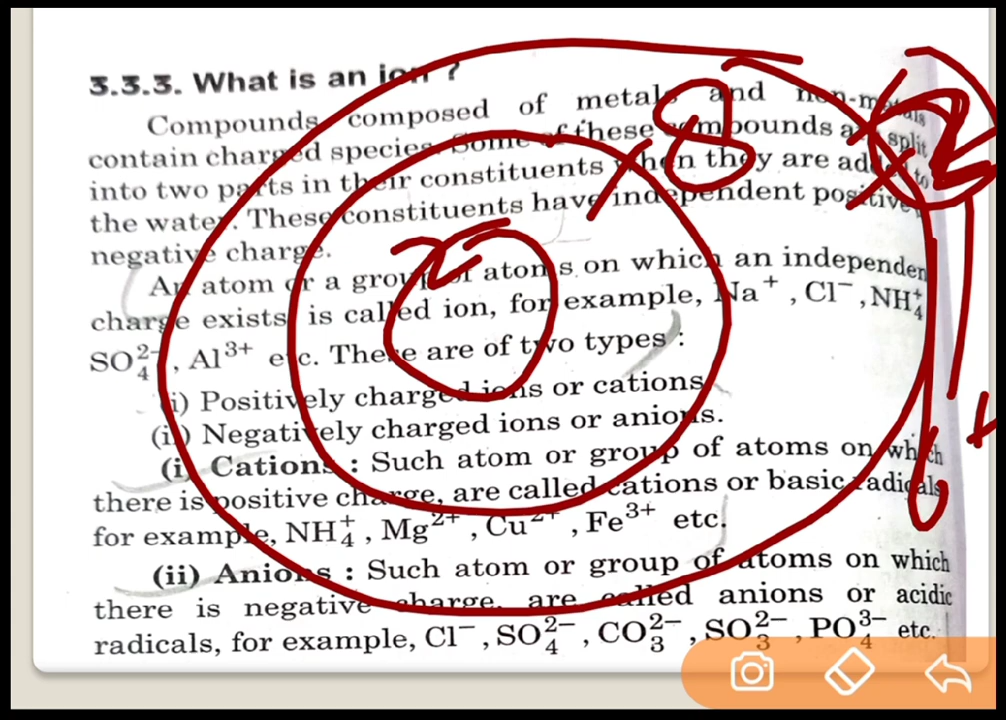 3.3.3. What is an ion ?
Compounds composed of metals and non-metals
contain charged species. Some of these compounds are split
into two parts in their constituents when they are added to
the water. These constituents have independent positive,
negative charge.
An atom or a group of atoms on which an independent
charge exists is called ion, for example, Na⁺, Cl⁻, NH₄⁺
SO₄²⁻, Al³⁺ etc. There are of two types :
(i) Positively charged ions or cations
(ii) Negatively charged ions or anions.
(i) Cations : Such atom or group of atoms on which
there is positive charge, are called cations or basic radicals
for example, NH₄⁺, Mg²⁺, Cu²⁺, Fe³⁺ etc.
(ii) Anions : Such atom or group of atoms on which
there is negative charge, are called anions or acidic
radicals, for example, Cl⁻, SO₄²⁻, CO₃²⁻, SO₃²⁻, PO₄³⁻ etc.
2
8
2